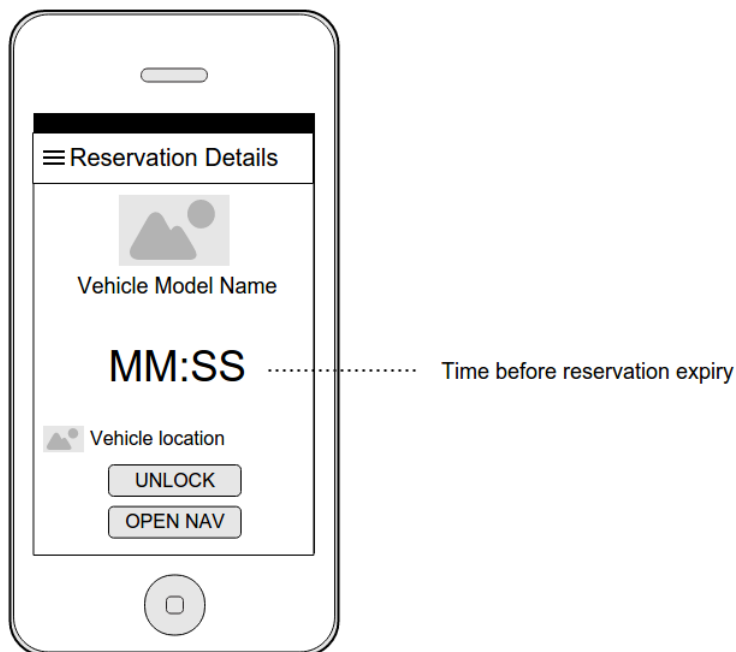 Reservation Details
Vehicle Model Name
MM:SS
Time before reservation expiry
Vehicle location
UNLOCK
OPEN NAV